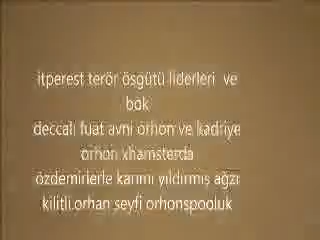 itperest terör ösgütü liderleri ve
bok
deccali fuat avni orhon ve kadriye
orhon xhamsterda
özdemirlerle karını yıldırmış ağzı
kilitli.orhan seyfi orhonspooluk